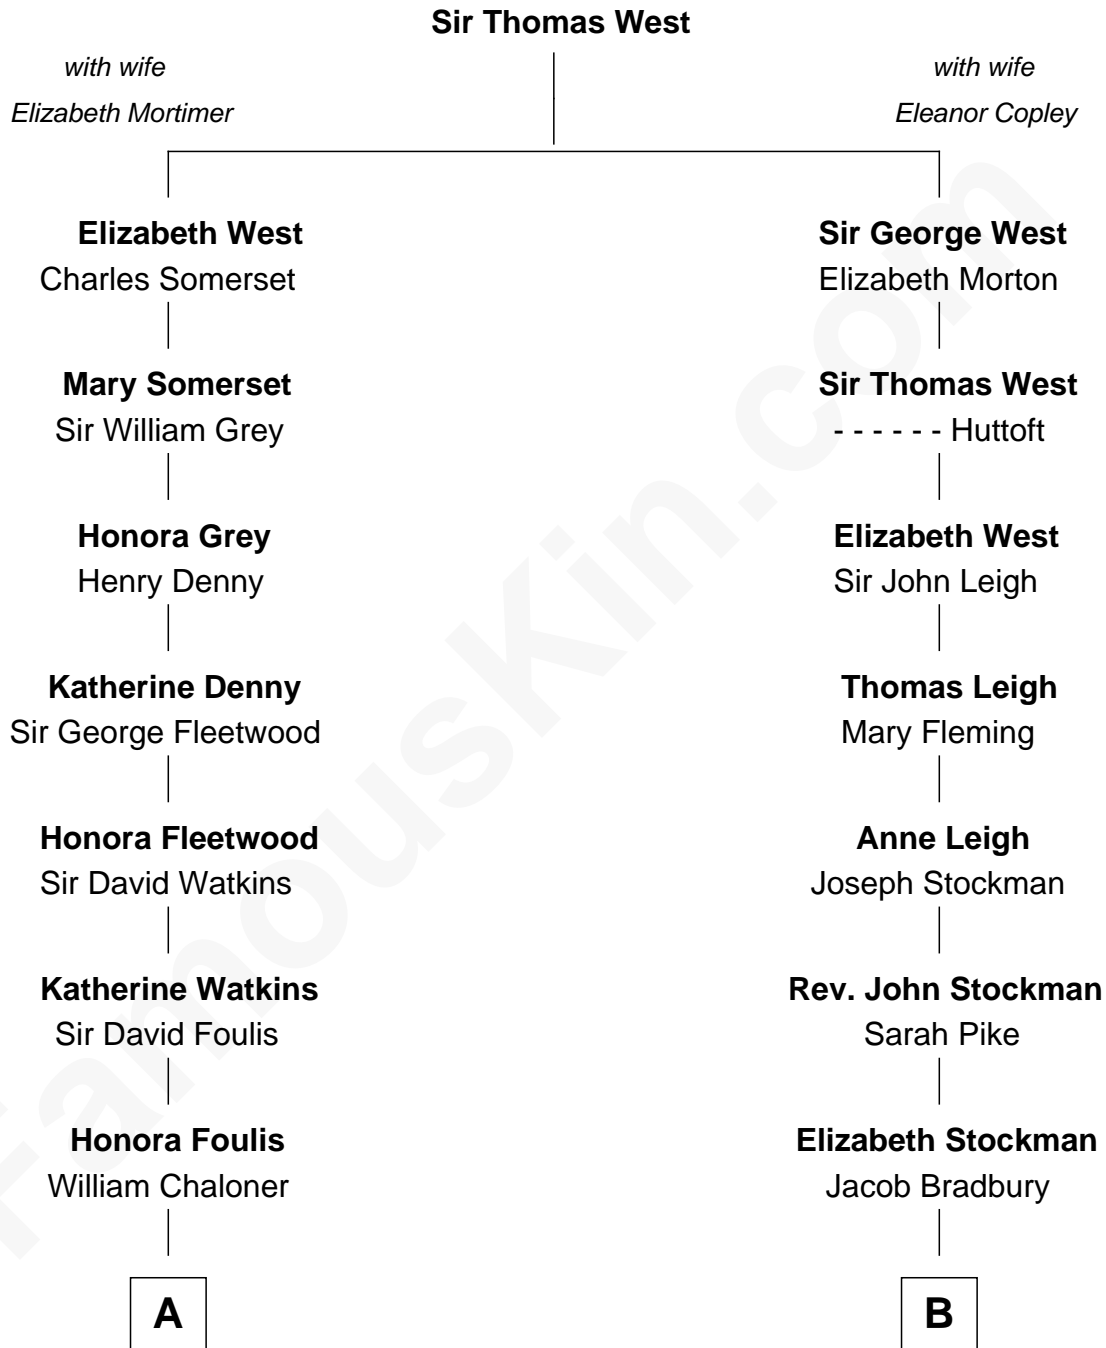 Sir Thomas West
with wife
Elizabeth Mortimer
with wife
Eleanor Copley
Elizabeth West
Charles Somerset
Sir George West
Elizabeth Morton
Mary Somerset
Sir William Grey
Sir Thomas West
- - - - - - Huttoft
Honora Grey
Henry Denny
Elizabeth West
Sir John Leigh
Katherine Denny
Sir George Fleetwood
Thomas Leigh
Mary Fleming
Honora Fleetwood
Sir David Watkins
Anne Leigh
Joseph Stockman
Katherine Watkins
Sir David Foulis
Rev. John Stockman
Sarah Pike
Honora Foulis
William Chaloner
Elizabeth Stockman
Jacob Bradbury
A
B
FamousKin.com